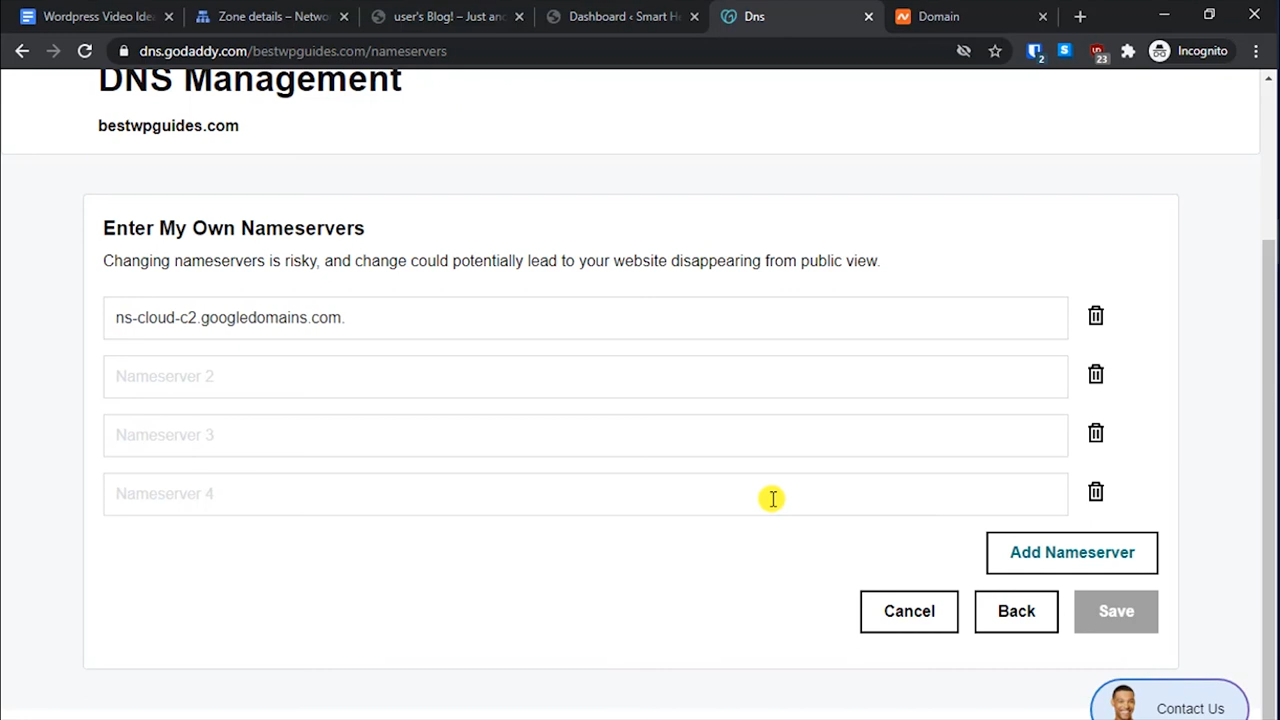 Wordpress Video Ide
Zone details – Netwo
user's Blog! – Just an
Dashboard ‹ Smart H
Dns
Domain
dns.godaddy.com/bestwpguides.com/nameservers
2
S
23
Incognito
DNS Management
bestwpguides.com
Enter My Own Nameservers
Changing nameservers is risky, and change could potentially lead to your website disappearing from public view.
ns-cloud-c2.googledomains.com.
Nameserver 2
Nameserver 3
Nameserver 4
Add Nameserver
Cancel
Back
Save
Contact Us